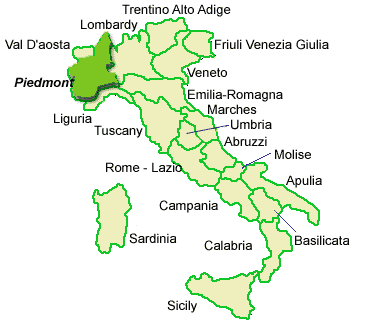 Trentino Alto Adige
Lombardy
Val D'aosta
Friuli Venezia Giulia
Veneto
Piedmont
Emilia-Romagna
Marches
Liguria
Umbria
Tuscany
Abruzzi
Molise
Rome - Lazio
Apulia
Campania
Sardinia
Basilicata
Calabria
Sicily